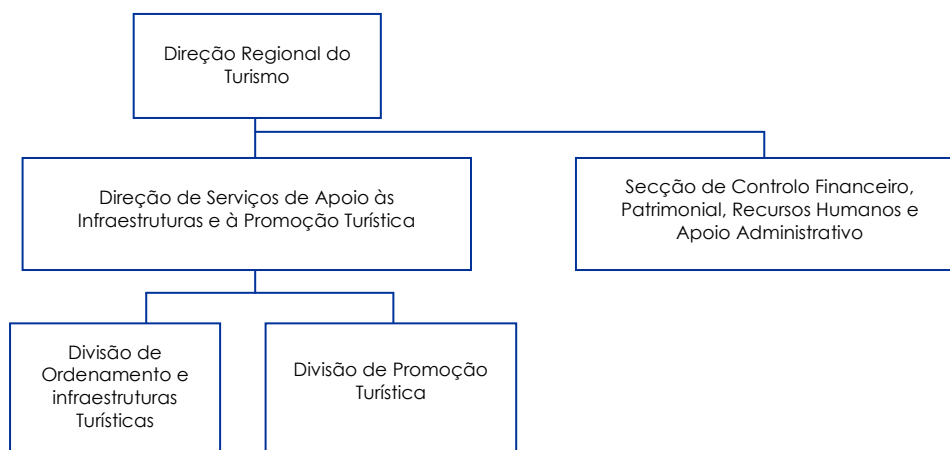 Direção Regional do
Turismo
Direção de Serviços de Apoio às
Infraestruturas e à Promoção Turística
Secção de Controlo Financeiro,
Patrimonial, Recursos Humanos e
Apoio Administrativo
Divisão de
Ordenamento e
infraestruturas
Turísticas
Divisão de Promoção
Turística